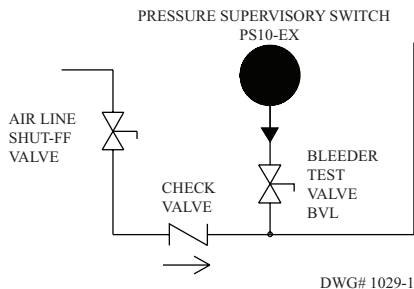 PRESSURE SUPERVISORY SWITCH
PS10-EX
AIR LINE
SHUT-FF
VALVE
CHECK
VALVE
BLEEDER
TEST
VALVE
BVL
DWG# 1029-1